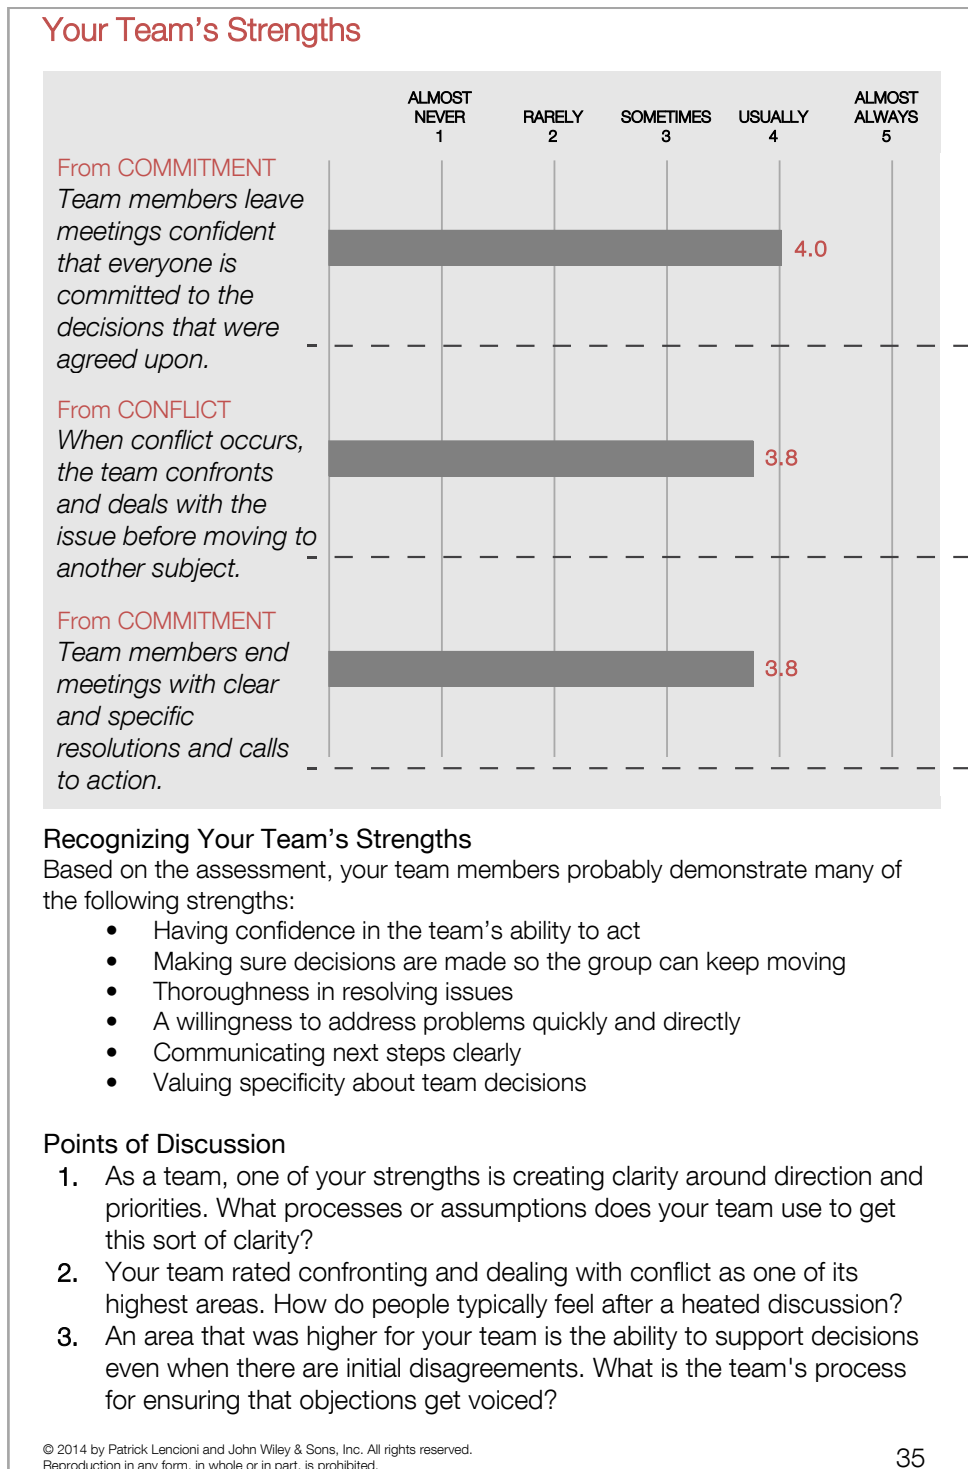 Your Team's Strengths
ALMOST NEVER 1
RARELY 2
SOMETIMES 3
USUALLY 4
ALMOST ALWAYS 5
From COMMITMENT
Team members leave
meetings confident
that everyone is
committed to the
decisions that were
agreed upon.
4.0
From CONFLICT
When conflict occurs,
the team confronts
and deals with the
issue before moving to
another subject.
3.8
From COMMITMENT
Team members end
meetings with clear
and specific
resolutions and calls
to action.
3.8
Recognizing Your Team's Strengths
Based on the assessment, your team members probably demonstrate many of
the following strengths:
• Having confidence in the team's ability to act
• Making sure decisions are made so the group can keep moving
• Thoroughness in resolving issues
• A willingness to address problems quickly and directly
• Communicating next steps clearly
• Valuing specificity about team decisions
Points of Discussion
1. As a team, one of your strengths is creating clarity around direction and
priorities. What processes or assumptions does your team use to get
this sort of clarity?
2. Your team rated confronting and dealing with conflict as one of its
highest areas. How do people typically feel after a heated discussion?
3. An area that was higher for your team is the ability to support decisions
even when there are initial disagreements. What is the team's process
for ensuring that objections get voiced?
© 2014 by Patrick Lencioni and John Wiley & Sons, Inc. All rights reserved.
Reproduction in any form, in whole or in part, is prohibited.
35